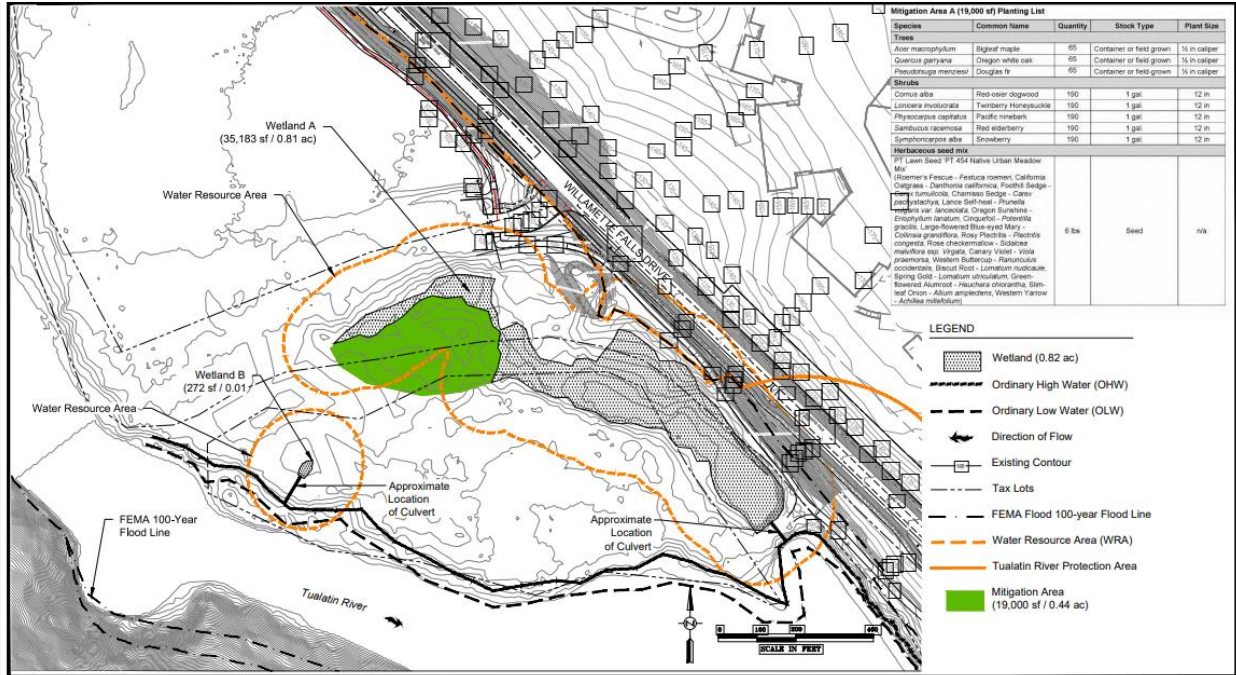 Mitigation Area A (19,000 sf) Planting List
Species Common Name Quantity Stock Type Plant Size
Trees
Acer macrophyllum Bigleaf maple 65 Container or field grown ½ in caliper
Quercus garryana Oregon white oak 65 Container or field grown ½ in caliper
Pseudotsuga menziesii Douglas fir 65 Container or field-grown ½ in caliper
Shrubs
Cornus alba Red-osier dogwood 190 1 gal. 12 in
Lonicera involucrata Twinberry Honeysuckle 190 1 gal. 12 in
Physocarpus capitatus Pacific ninebark 190 1 gal. 12 in
Sambucus racemosa Red elderberry 190 1 gal. 12 in
Symphoricarpos alba Snowberry 190 1 gal. 12 in
Herbaceous seed mix
PT Lawn Seed 'PT 454 Native Urban Meadow
Mix'
(Roemer's Fescue - Festuca roemeri, California
Oatgrass - Danthonia californica, Foothill Sedge -
Carex tumulicola, Chamisso Sedge - Carex
pachystachya, Lance Self-heal - Prunella
vulgaris var. lanceolata, Oregon Sunshine -
Eriophyllum lanatum, Cinquefoil - Potentilla
gracilis, Large-flowered Blue-eyed Mary -
Collinsia grandiflora, Rosy Plectritis - Plectritis
congesta, Rose checkermallow - Sidalcea
malviflora ssp. Virgata, Canary Violet - Viola
praemorsa, Western Buttercup - Ranunculus
occidentalis, Biscuit Root - Lomatium nudicaule,
Spring Gold - Lomatium utriculatum, Green-
flowered Alumroot - Heuchera chlorantha, Slim-
leaf Onion - Allium amplectens, Western Yarrow
- Achillea millefolium)
6 lbs Seed n/a
Wetland A
(35,183 sf / 0.81 ac)
Water Resource Area
WILLAMETTE FALLS DRIVE
Wetland B
(272 sf / 0.01
Water Resource Area
Approximate
Location
of Culvert
Approximate
Location
of Culvert
FEMA 100-Year
Flood Line
Tualatin River
N
0 100 200 400
SCALE IN FEET
LEGEND
Wetland (0.82 ac)
Ordinary High Water (OHW)
Ordinary Low Water (OLW)
Direction of Flow
Existing Contour
Tax Lots
FEMA Flood 100-year Flood Line
Water Resource Area (WRA)
Tualatin River Protection Area
Mitigation Area
(19,000 sf / 0.44 ac)